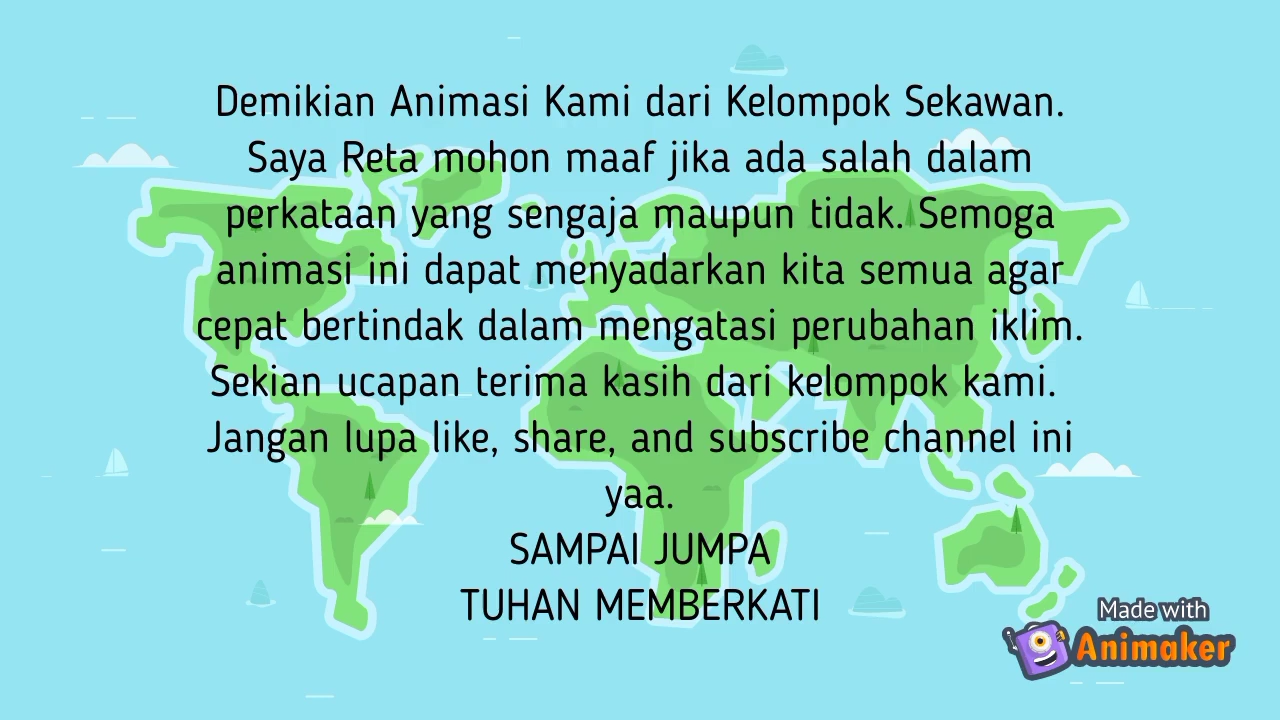 Demikian Animasi Kami dari Kelompok Sekawan.
Saya Reta mohon maaf jika ada salah dalam
perkataan yang sengaja maupun tidak. Semoga
animasi ini dapat menyadarkan kita semua agar
cepat bertindak dalam mengatasi perubahan iklim.
Sekian ucapan terima kasih dari kelompok kami.
Jangan lupa like, share, and subscribe channel ini
yaa.
SAMPAI JUMPA
TUHAN MEMBERKATI
Made with
Animaker